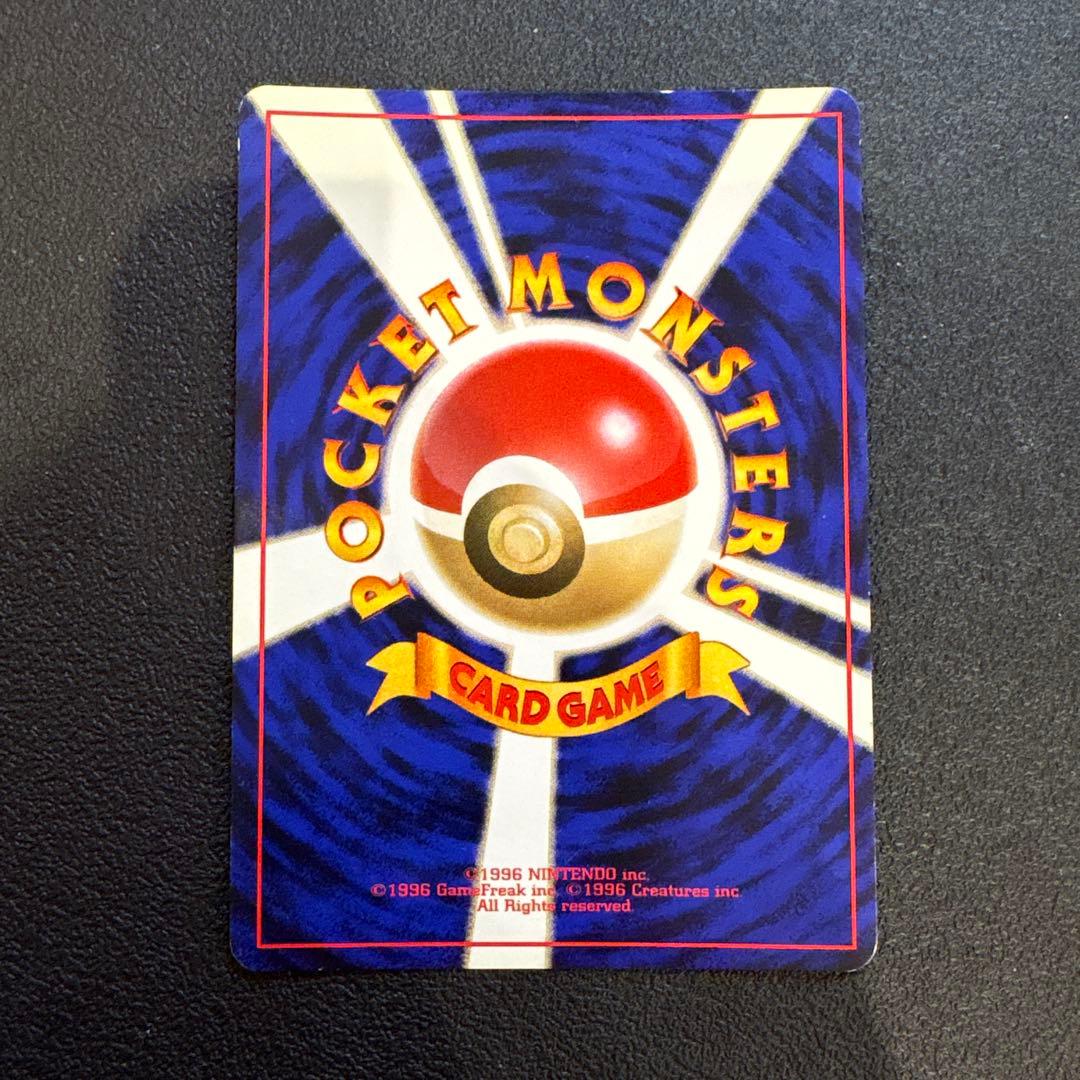 POCKET MONSTERS
CARD GAME
©1996 NINTENDO inc.
©1996 GameFreak inc. ©1996 Creatures inc.
All Rights reserved.